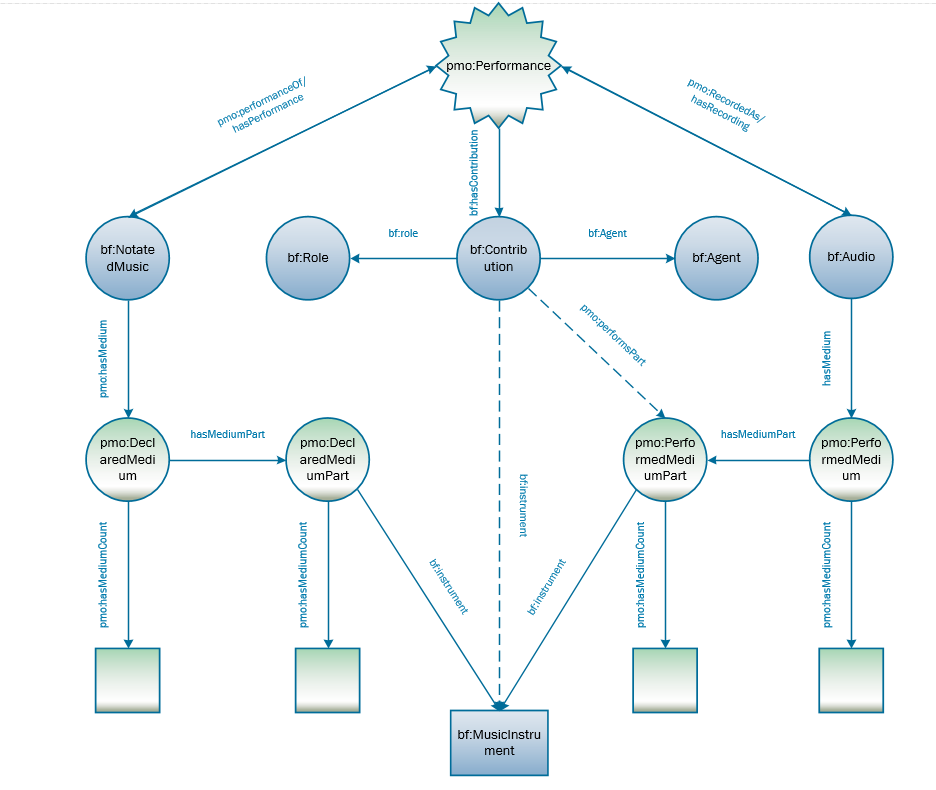 pmo:Performance
pmo:performanceOf/
hasPerformance
pmo:RecordedAs/
hasRecording
bf:hasContribution
bf:Notate
dMusic
bf:Role
bf:role
bf:Contrib
ution
bf:Agent
bf:Agent
bf:Audio
pmo:hasMedium
pmo:performsPart
hasMedium
pmo:Decl
aredMedi
um
hasMediumPart
pmo:Decl
aredMedi
umPart
pmo:Perfo
rmedMedi
umPart
hasMediumPart
pmo:Perfo
rmedMedi
um
pmo:hasMediumCount
pmo:hasMediumCount
bf:instrument
bf:instrument
bf:instrument
pmo:hasMediumCount
pmo:hasMediumCount
bf:MusicInstru
ment